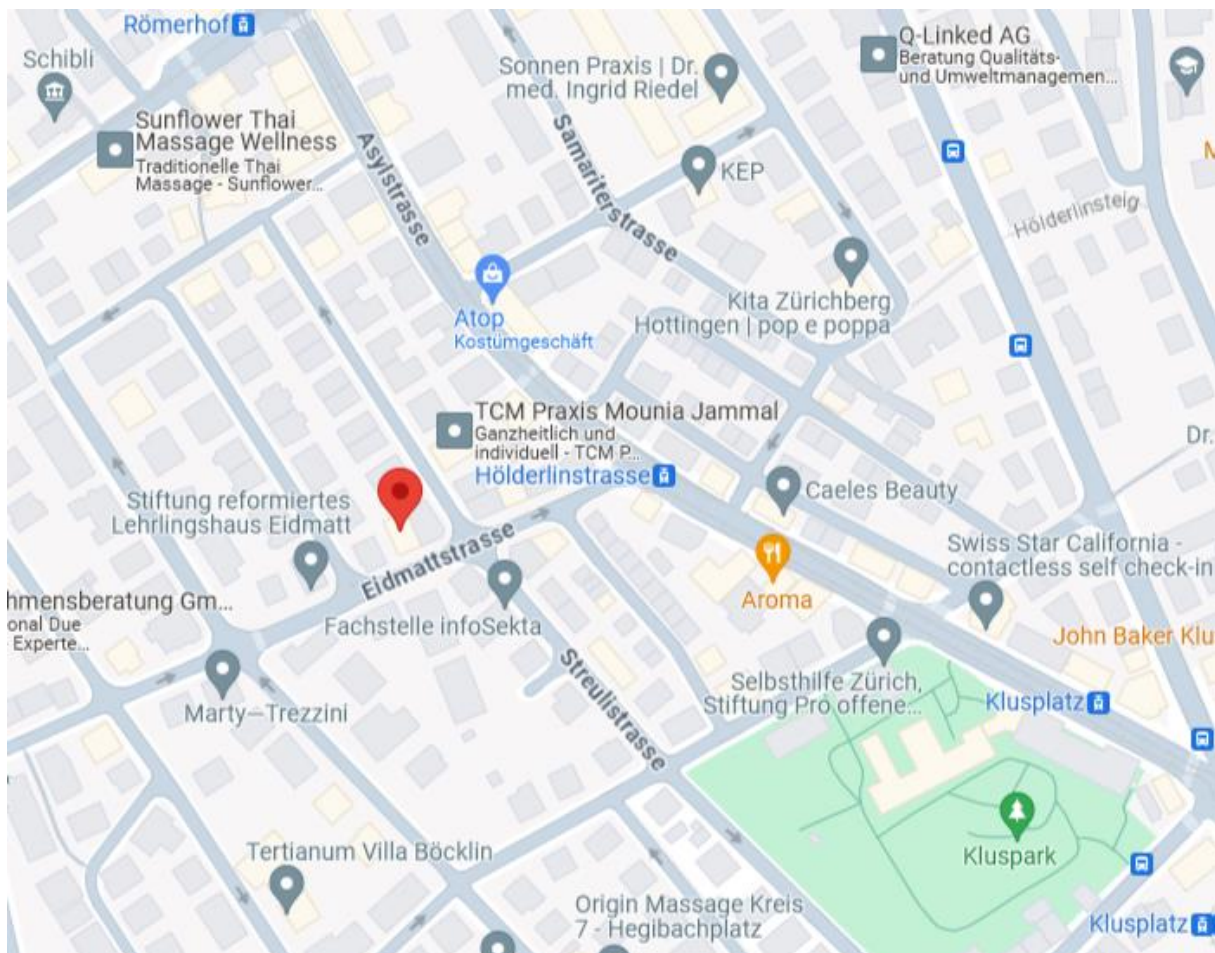 Römerhof
Schibli
Sunflower Thai
Massage Wellness
Traditionelle Thai
Massage - Sunflower...
Asylstrasse
Sonnen Praxis | Dr.
med. Ingrid Riedel
Samariterstrasse
KEP
Q-Linked AG
Beratung Qualitäts-
und Umweltmanagemen...
M
Hölderlinsteig
Atop
Kostümgeschäft
Kita Zürichberg
Hottingen | pop e poppa
TCM Praxis Mounia Jammal
Ganzheitlich und
individuell - TCM P...
Hölderlinstrasse
Dr.
Caeles Beauty
Stiftung reformiertes
Lehrlingshaus Eidmatt
Eidmattstrasse
Swiss Star California -
contactless self check-in
Aroma
hmensberatung Gm...
onal Due
Experte...
Fachstelle infoSekta
John Baker Klu
Streulistrasse
Selbsthilfe Zürich,
Stiftung Pro offene...
Klusplatz
Marty–Trezzini
Kluspark
Tertianum Villa Böcklin
Origin Massage Kreis
7 - Hegibachplatz
Klusplatz